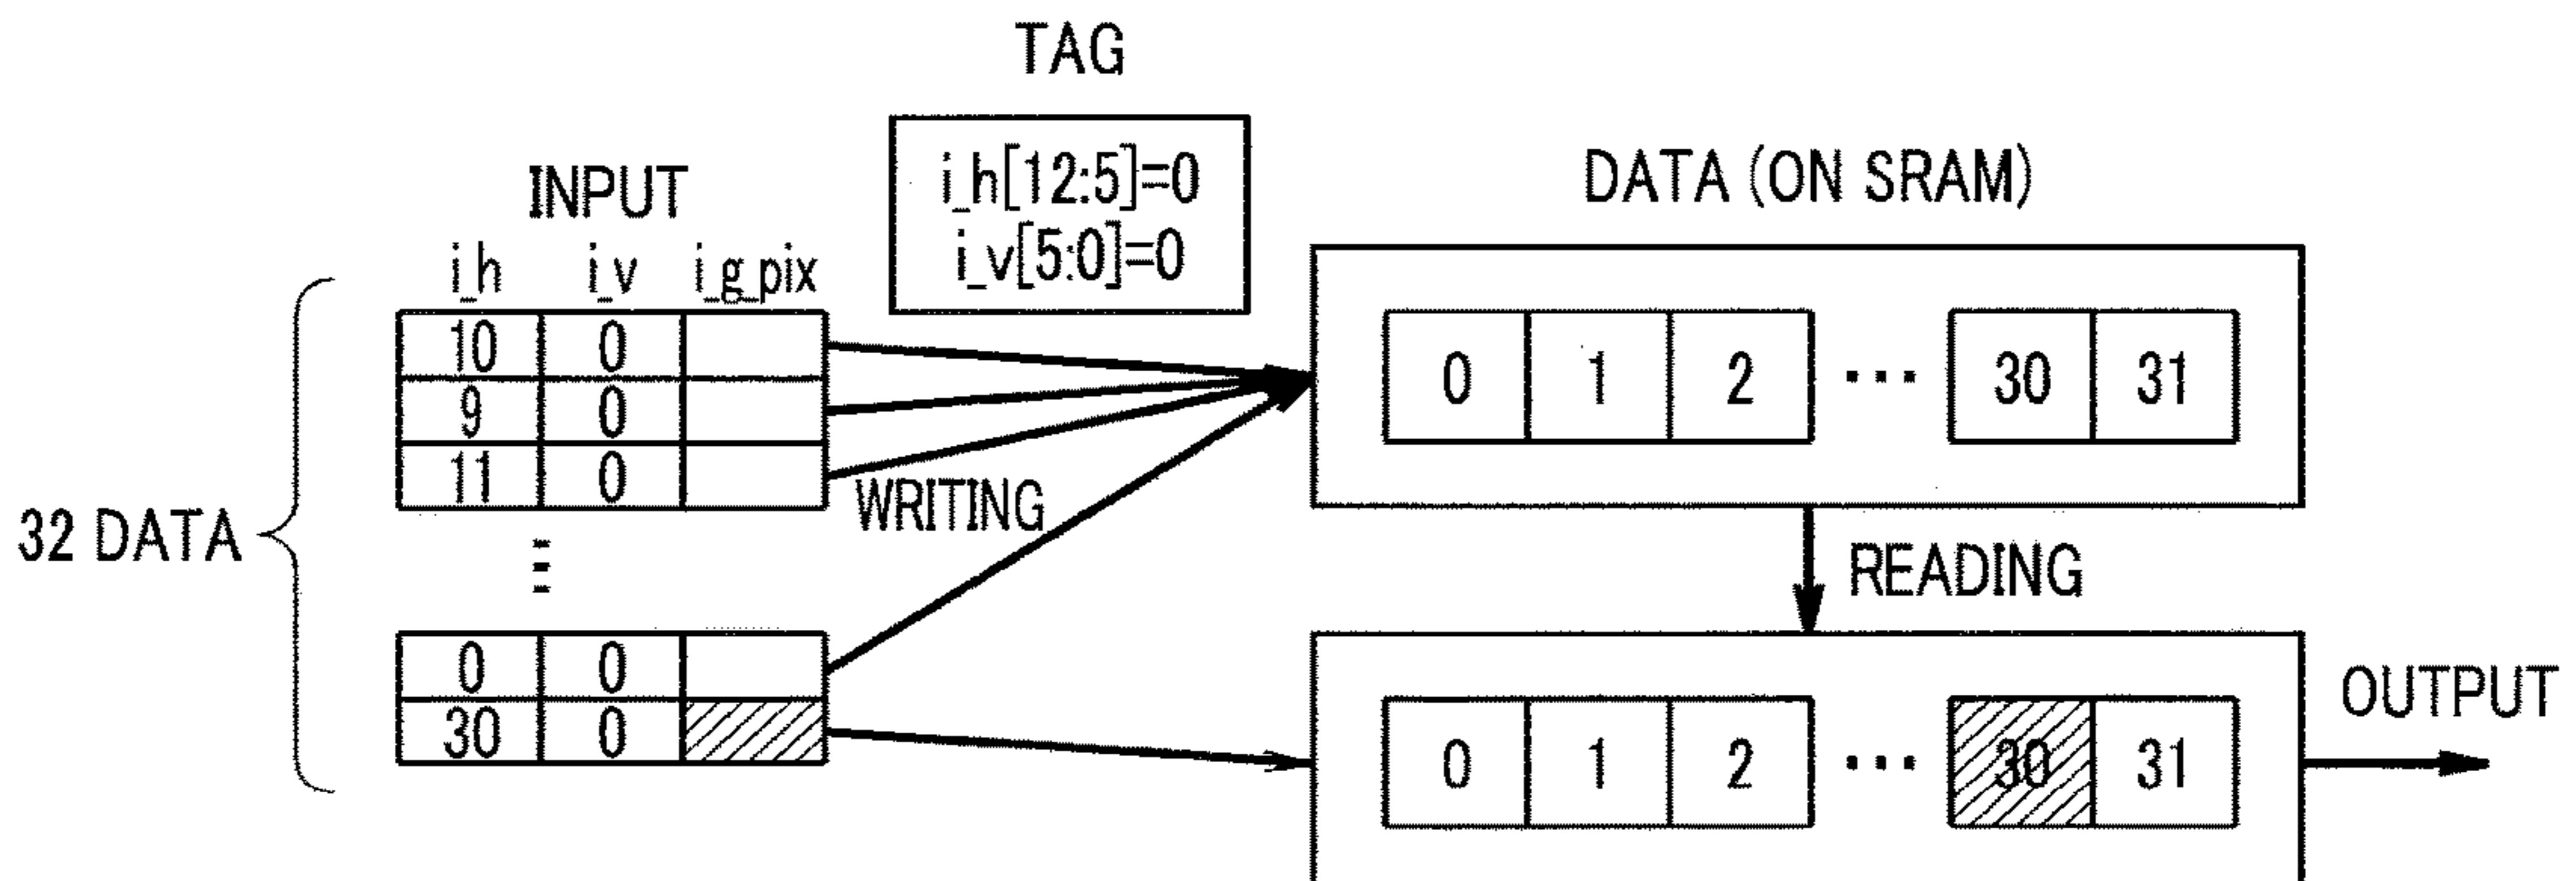 TAG
i_h[12:5]=0
i_v[5:0]=0
INPUT
i_h i_v i_g_pix
10 0
9 0
11 0
0 0
30 0
32 DATA
WRITING
DATA (ON SRAM)
0 1 2 ... 30 31
READING
0 1 2 ... 30 31
OUTPUT